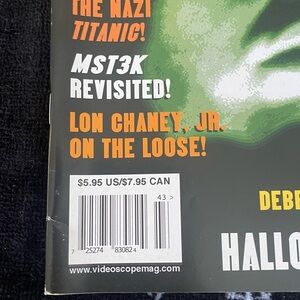 THE NAZI
TITANIC!
MST3K
REVISITED!
LON CHANEY, JR.
ON THE LOOSE!
$5.95 US/$7.95 CAN
43 >
7 25274 83082 4
www.videoscopemag.com
DEBB
HALLO